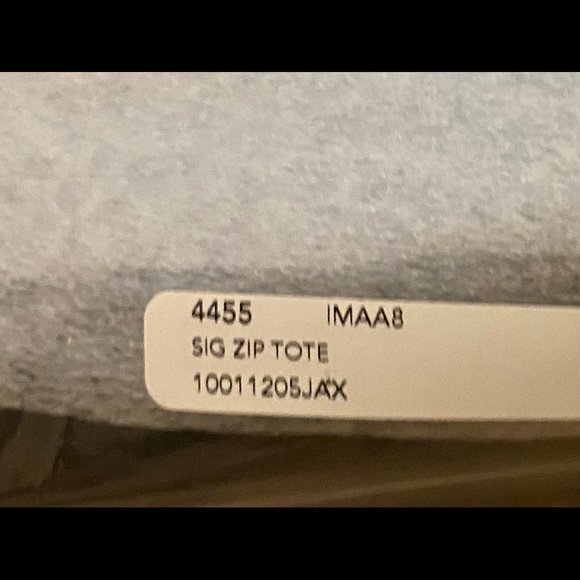 4455 IMAA8
SIG ZIP TOTE
10011205JAX